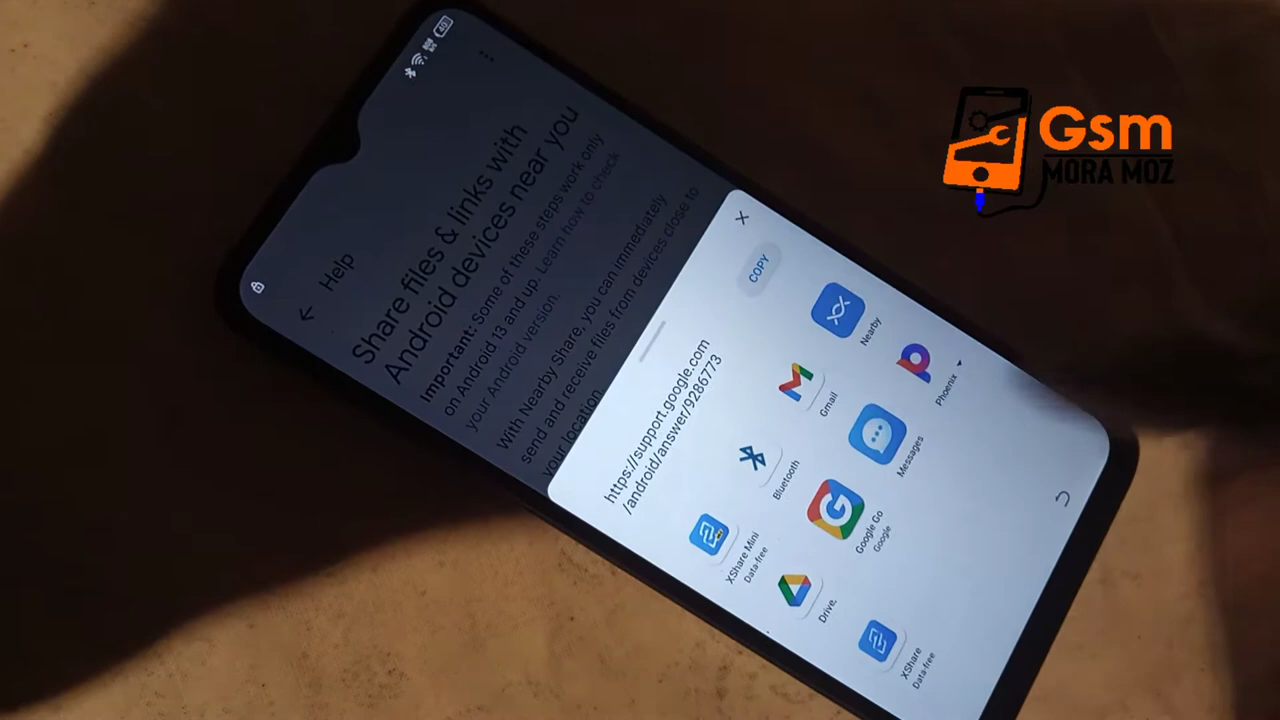 40
Help
Share files & links with
Android devices near you
Important: Some of these steps work only
on Android 13 and up. Learn how to check
your Android version.
With Nearby Share, you can immediately
send and receive files from devices close to
your location.
https://support.google.com
/android/answer/9286773
COPY
XShare Mini
Data-free
Bluetooth
Gmail
Nearby
XShare
Data-free
Drive.
Google Go
Google
Messages
Phoenix
Gsm
MORA MOZ